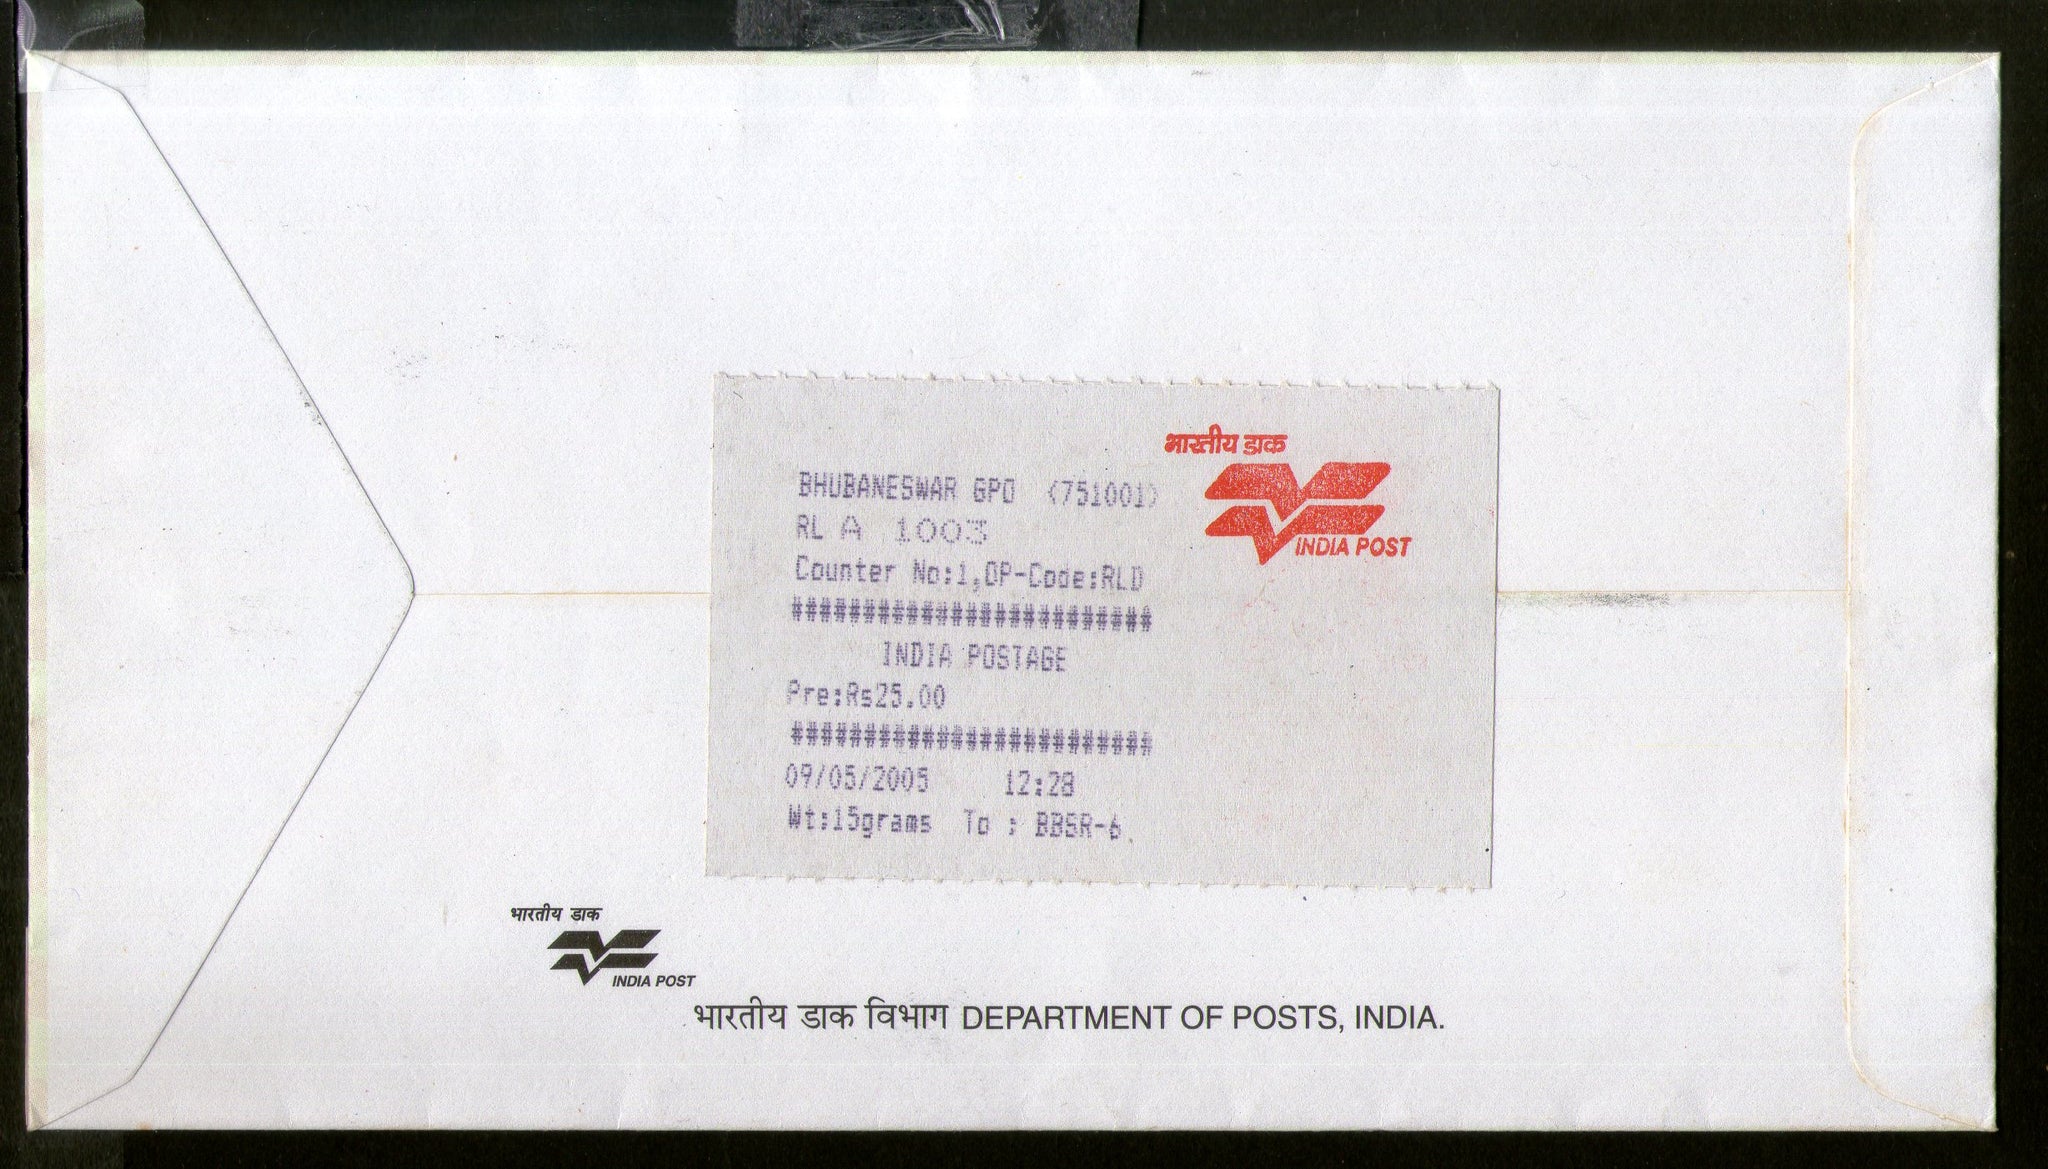 भारतीय डाक
INDIA POST
BHUBANESWAR GPO <751001>
RL A 1003
Counter No:1,OP-Code:RLD
#########################
INDIA POSTAGE
Pre:Rs25.00
#########################
09/05/2005 12:28
Wt:15grams To : BBSR-6.
भारतीय डाक
INDIA POST
भारतीय डाक विभाग DEPARTMENT OF POSTS, INDIA.